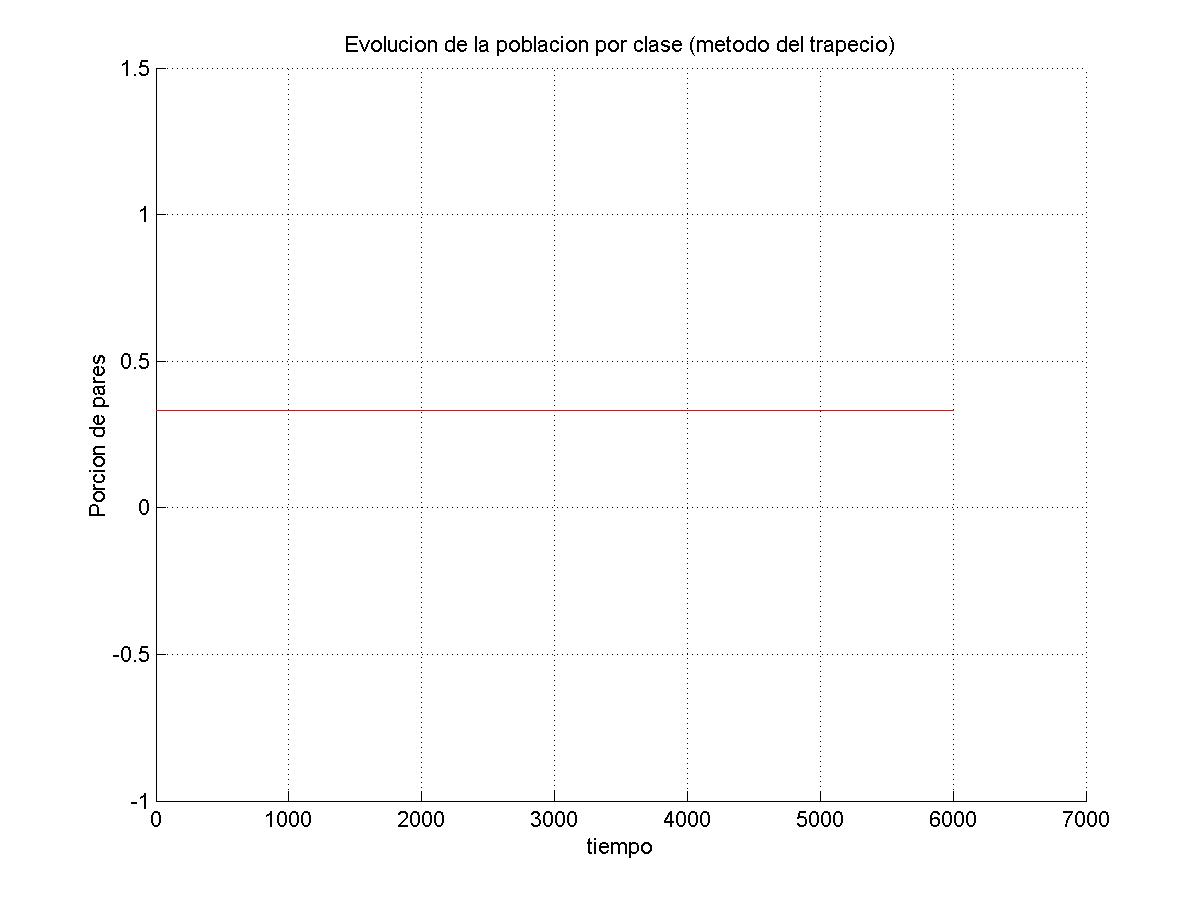 Evolucion de la poblacion por clase (metodo del trapecio)
1.5
1
0.5
0
-0.5
-1
Porcion de pares
0 1000 2000 3000 4000 5000 6000 7000
tiempo